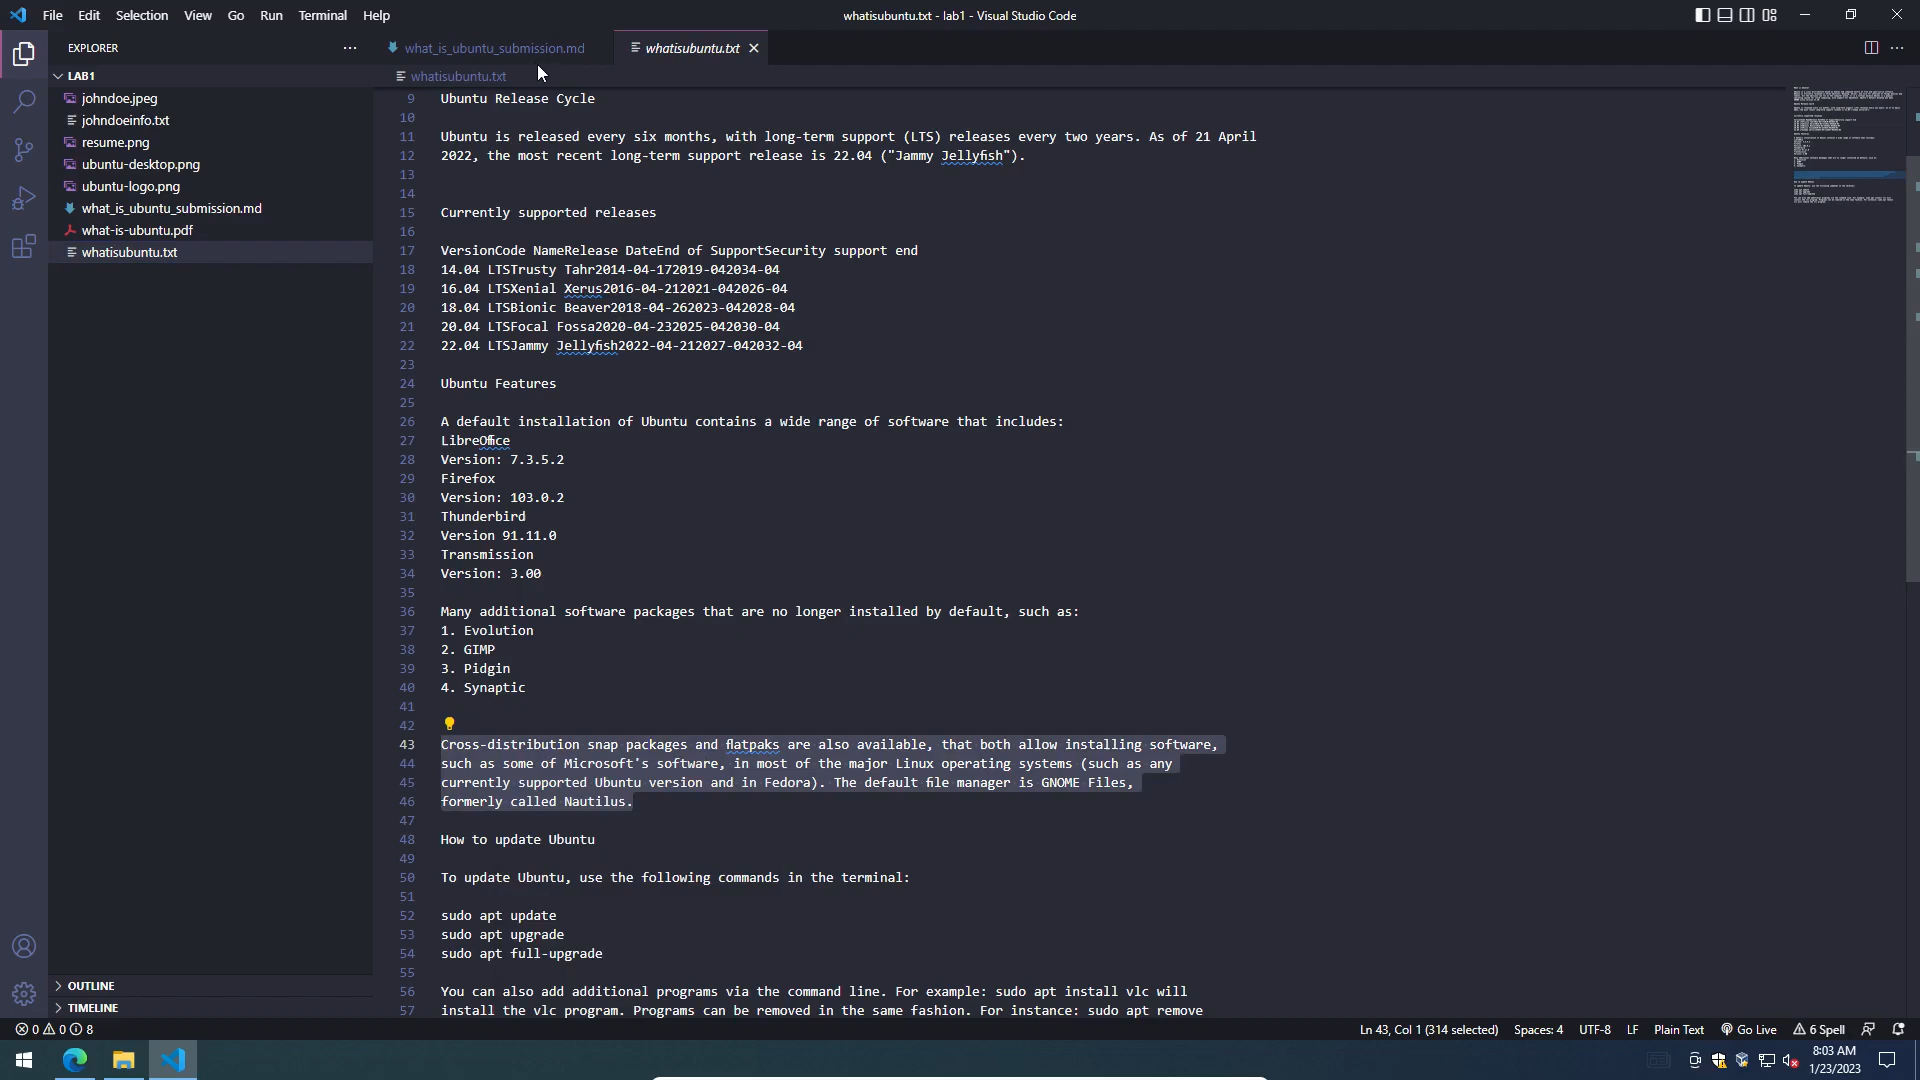 File Edit Selection View Go Run Terminal Help
whatisubuntu.txt - lab1 - Visual Studio Code
EXPLORER
LAB1
johndoe.jpeg
johndoeinfo.txt
resume.png
ubuntu-desktop.png
ubuntu-logo.png
what_is_ubuntu_submission.md
what-is-ubuntu.pdf
whatisubuntu.txt
OUTLINE
TIMELINE
what_is_ubuntu_submission.md
whatisubuntu.txt
whatisubuntu.txt
9 Ubuntu Release Cycle
10
11 Ubuntu is released every six months, with long-term support (LTS) releases every two years. As of 21 April
12 2022, the most recent long-term support release is 22.04 ("Jammy Jellyfish").
13
14
15 Currently supported releases
16
17 VersionCode NameRelease DateEnd of SupportSecurity support end
18 14.04 LTSTrusty Tahr2014-04-172019-042034-04
19 16.04 LTSXenial Xerus2016-04-212021-042026-04
20 18.04 LTSBionic Beaver2018-04-262023-042028-04
21 20.04 LTSFocal Fossa2020-04-232025-042030-04
22 22.04 LTSJammy Jellyfish2022-04-212027-042032-04
23
24 Ubuntu Features
25
26 A default installation of Ubuntu contains a wide range of software that includes:
27 LibreOffice
28 Version: 7.3.5.2
29 Firefox
30 Version: 103.0.2
31 Thunderbird
32 Version 91.11.0
33 Transmission
34 Version: 3.00
35
36 Many additional software packages that are no longer installed by default, such as:
37 1. Evolution
38 2. GIMP
39 3. Pidgin
40 4. Synaptic
41
42
43 Cross-distribution snap packages and flatpaks are also available, that both allow installing software,
44 such as some of Microsoft's software, in most of the major Linux operating systems (such as any
45 currently supported Ubuntu version and in Fedora). The default file manager is GNOME Files,
46 formerly called Nautilus.
47
48 How to update Ubuntu
49
50 To update Ubuntu, use the following commands in the terminal:
51
52 sudo apt update
53 sudo apt upgrade
54 sudo apt full-upgrade
55
56 You can also add additional programs via the command line. For example: sudo apt install vlc will
57 install the vlc program. Programs can be removed in the same fashion. For instance: sudo apt remove
0 0 8
Ln 43, Col 1 (314 selected) Spaces: 4 UTF-8 LF Plain Text Go Live 6 Spell
8:03 AM
1/23/2023